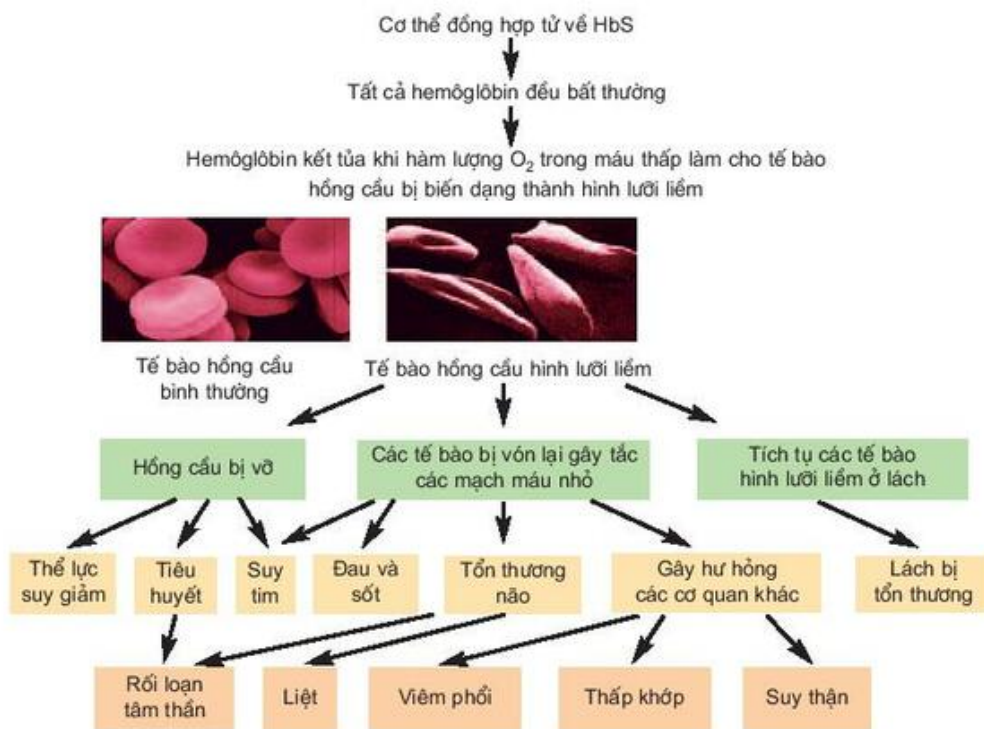 Cơ thể đồng hợp tử về HbS
Tất cả hemôglôbin đều bất thường
Hemôglôbin kết tủa khi hàm lượng O₂ trong máu thấp làm cho tế bào
hồng cầu bị biến dạng thành hình lưỡi liềm
Tế bào hồng cầu
bình thường
Tế bào hồng cầu hình lưỡi liềm
Hồng cầu bị vỡ
Các tế bào bị vón lại gây tắc
các mạch máu nhỏ
Tích tụ các tế bào
hình lưỡi liềm ở lách
Thể lực
suy giảm
Tiêu
huyết
Suy
tim
Đau và
sốt
Tổn thương
não
Gây hư hỏng
các cơ quan khác
Lách bị
tổn thương
Rối loạn
tâm thần
Liệt
Viêm phổi
Thấp khớp
Suy thận